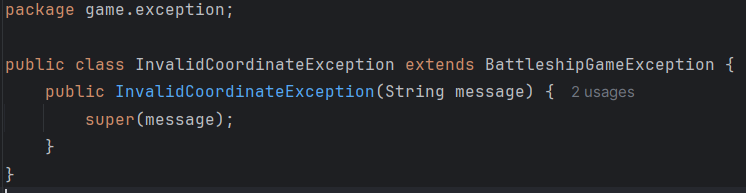 package game.exception;
public class InvalidCoordinateException extends BattleshipGameException {
    public InvalidCoordinateException(String message) {  2 usages
        super(message);
    }
}